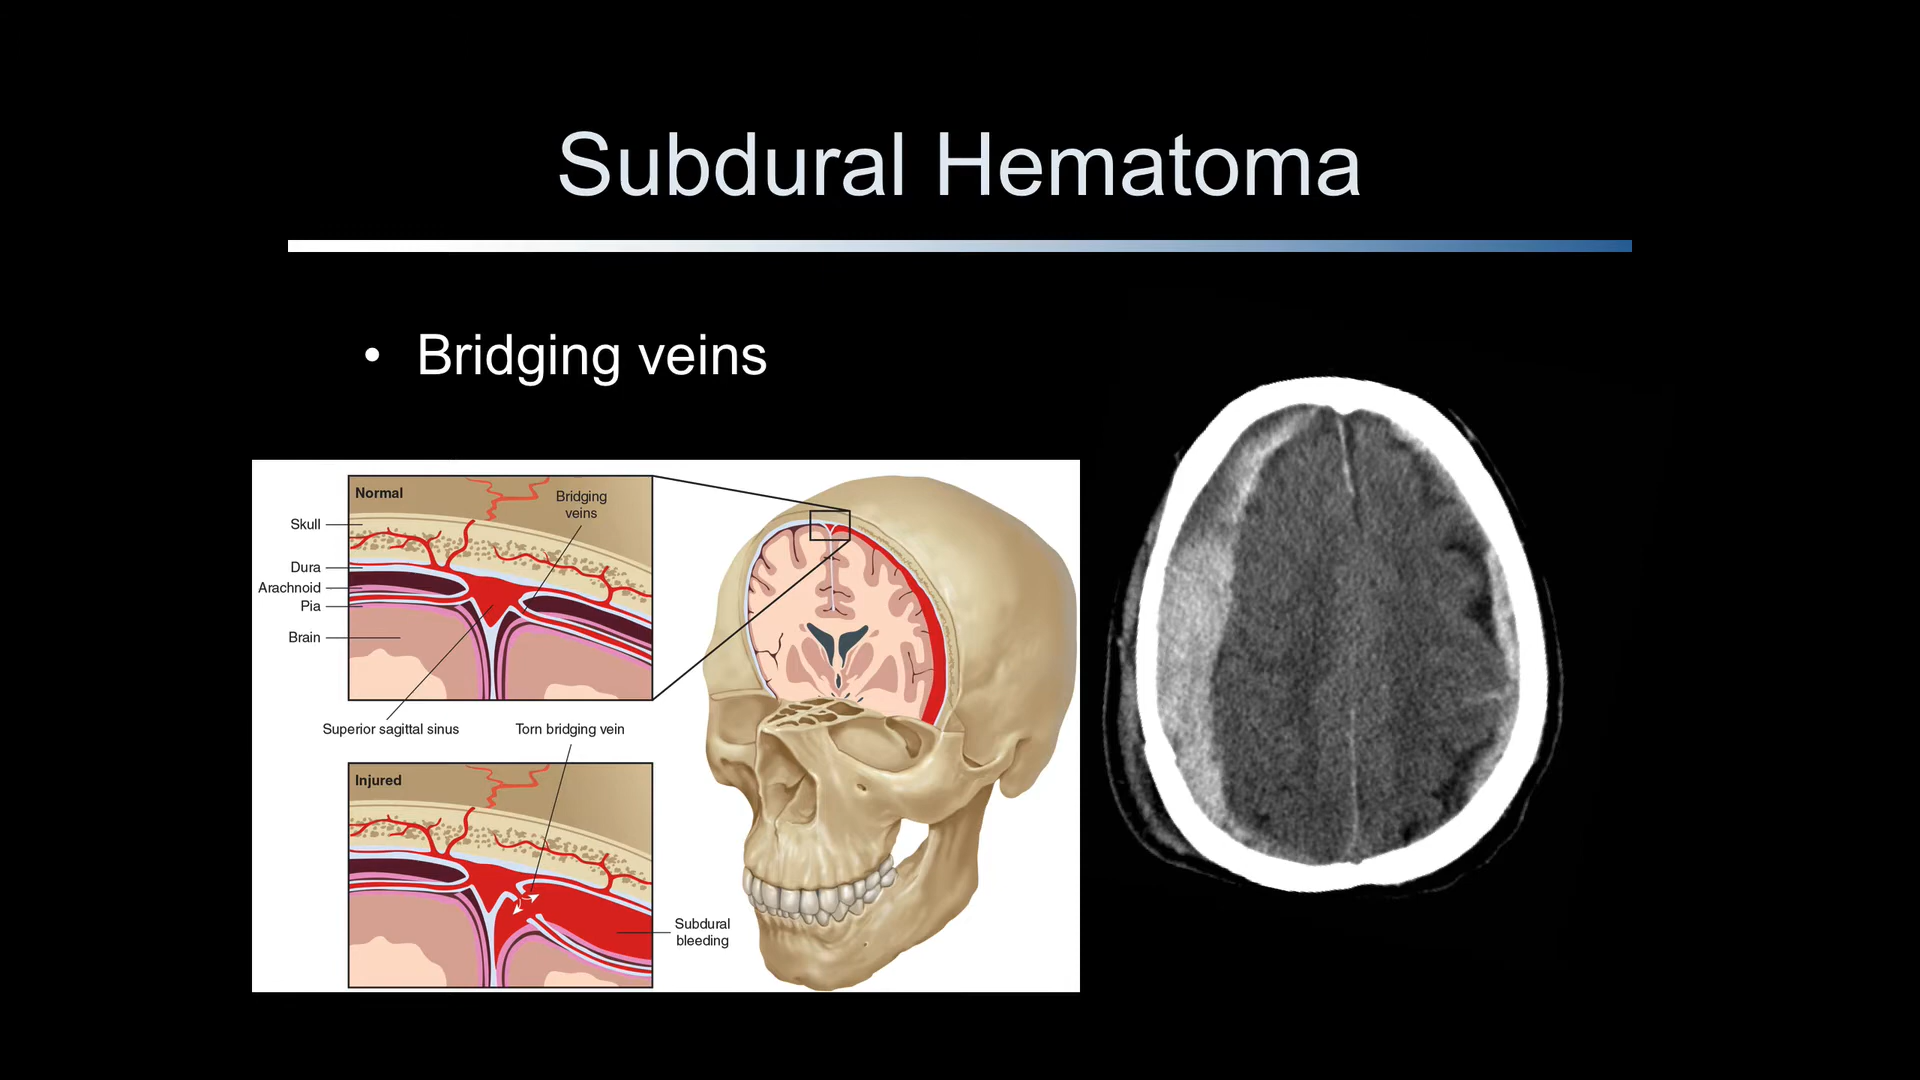 Subdural Hematoma
• Bridging veins
Normal
Bridging
veins
Skull
Dura
Arachnoid
Pia
Brain
Superior sagittal sinus
Torn bridging vein
Injured
Subdural
bleeding